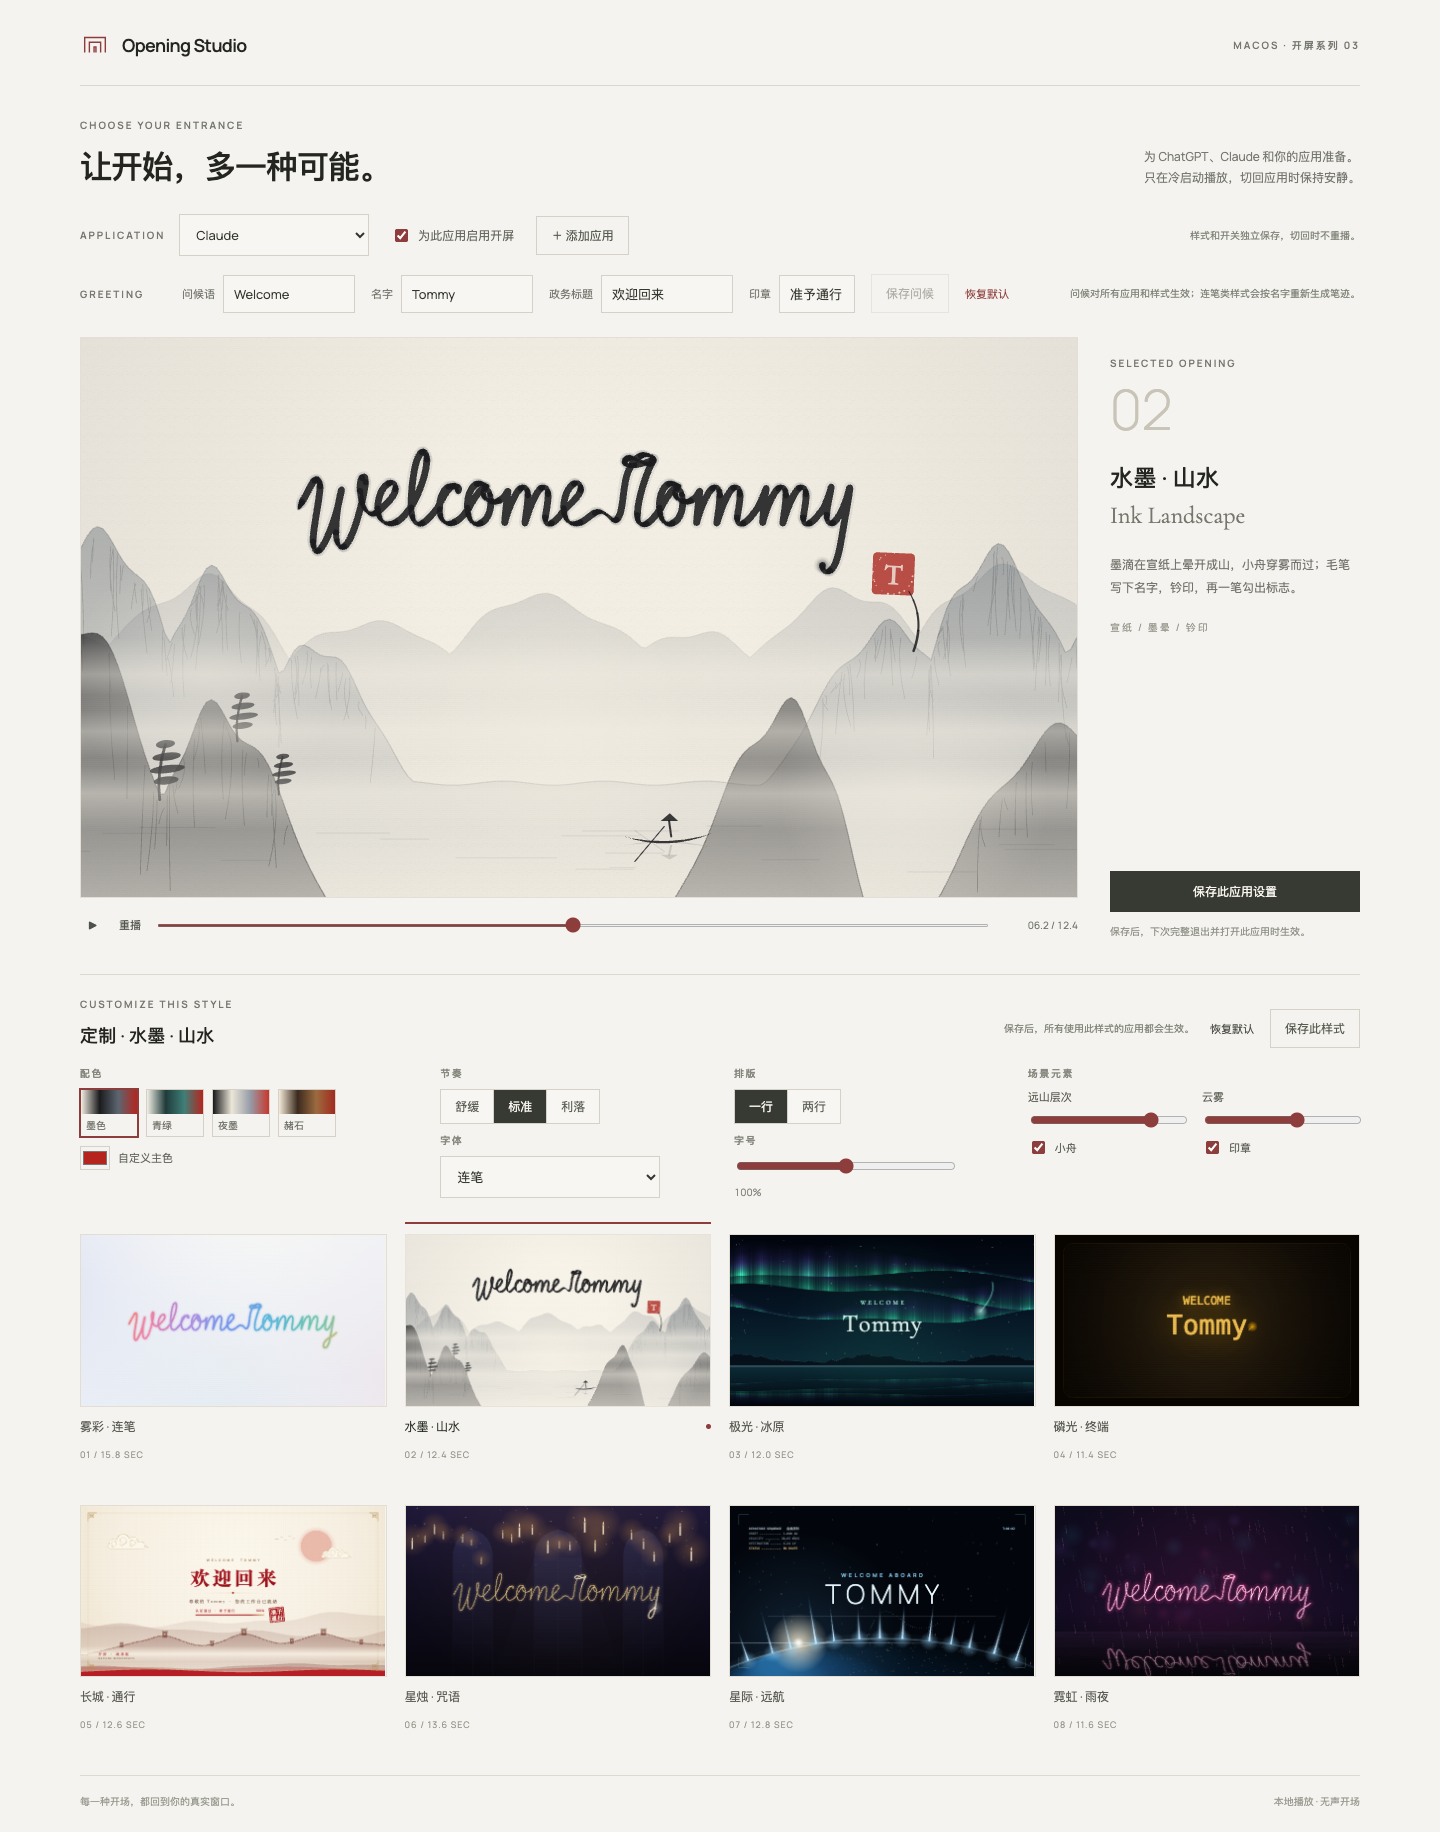 Opening Studio
MACOS · 开屏系列 03
CHOOSE YOUR ENTRANCE
让开始，多一种可能。
为 ChatGPT、Claude 和你的应用准备。
只在冷启动播放，切回应用时保持安静。
APPLICATION
Claude
为此应用启用开屏
+ 添加应用
样式和开关独立保存，切回时不重播。
GREETING
问候语
Welcome
名字
Tommy
政务标题
欢迎回来
印章
准予通行
保存问候
恢复默认
问候对所有应用和样式生效；连笔类样式会按名字重新生成笔迹。
Welcome Tommy
T
SELECTED OPENING
02
水墨 · 山水
Ink Landscape
墨滴在宣纸上晕开成山，小舟穿雾而过；毛笔
写下名字，钤印，再一笔勾出标志。
宣纸 / 墨晕 / 钤印
保存此应用设置
保存后，下次完整退出并打开此应用时生效。
重播
06.2 / 12.4
CUSTOMIZE THIS STYLE
定制 · 水墨 · 山水
保存后，所有使用此样式的应用都会生效。
恢复默认
保存此样式
配色
墨色
青绿
夜墨
赭石
自定义主色
节奏
舒缓
标准
利落
字体
连笔
排版
一行
两行
字号
100%
场景元素
远山层次
云雾
小舟
印章
Welcome Tommy
Welcome Tommy
T
WELCOME
Tommy
WELCOME
Tommy
雾彩 · 连笔
水墨 · 山水
极光 · 冰原
磷光 · 终端
01 / 15.8 SEC
02 / 12.4 SEC
03 / 12.0 SEC
04 / 11.4 SEC
WELCOME TOMMY
欢迎回来
Welcome Tommy
WELCOME ABOARD
TOMMY
Welcome Tommy
长城 · 通行
星烛 · 咒语
星际 · 远航
霓虹 · 雨夜
05 / 12.6 SEC
06 / 13.6 SEC
07 / 12.8 SEC
08 / 11.6 SEC
每一种开场，都回到你的真实窗口。
本地播放 · 无声开场